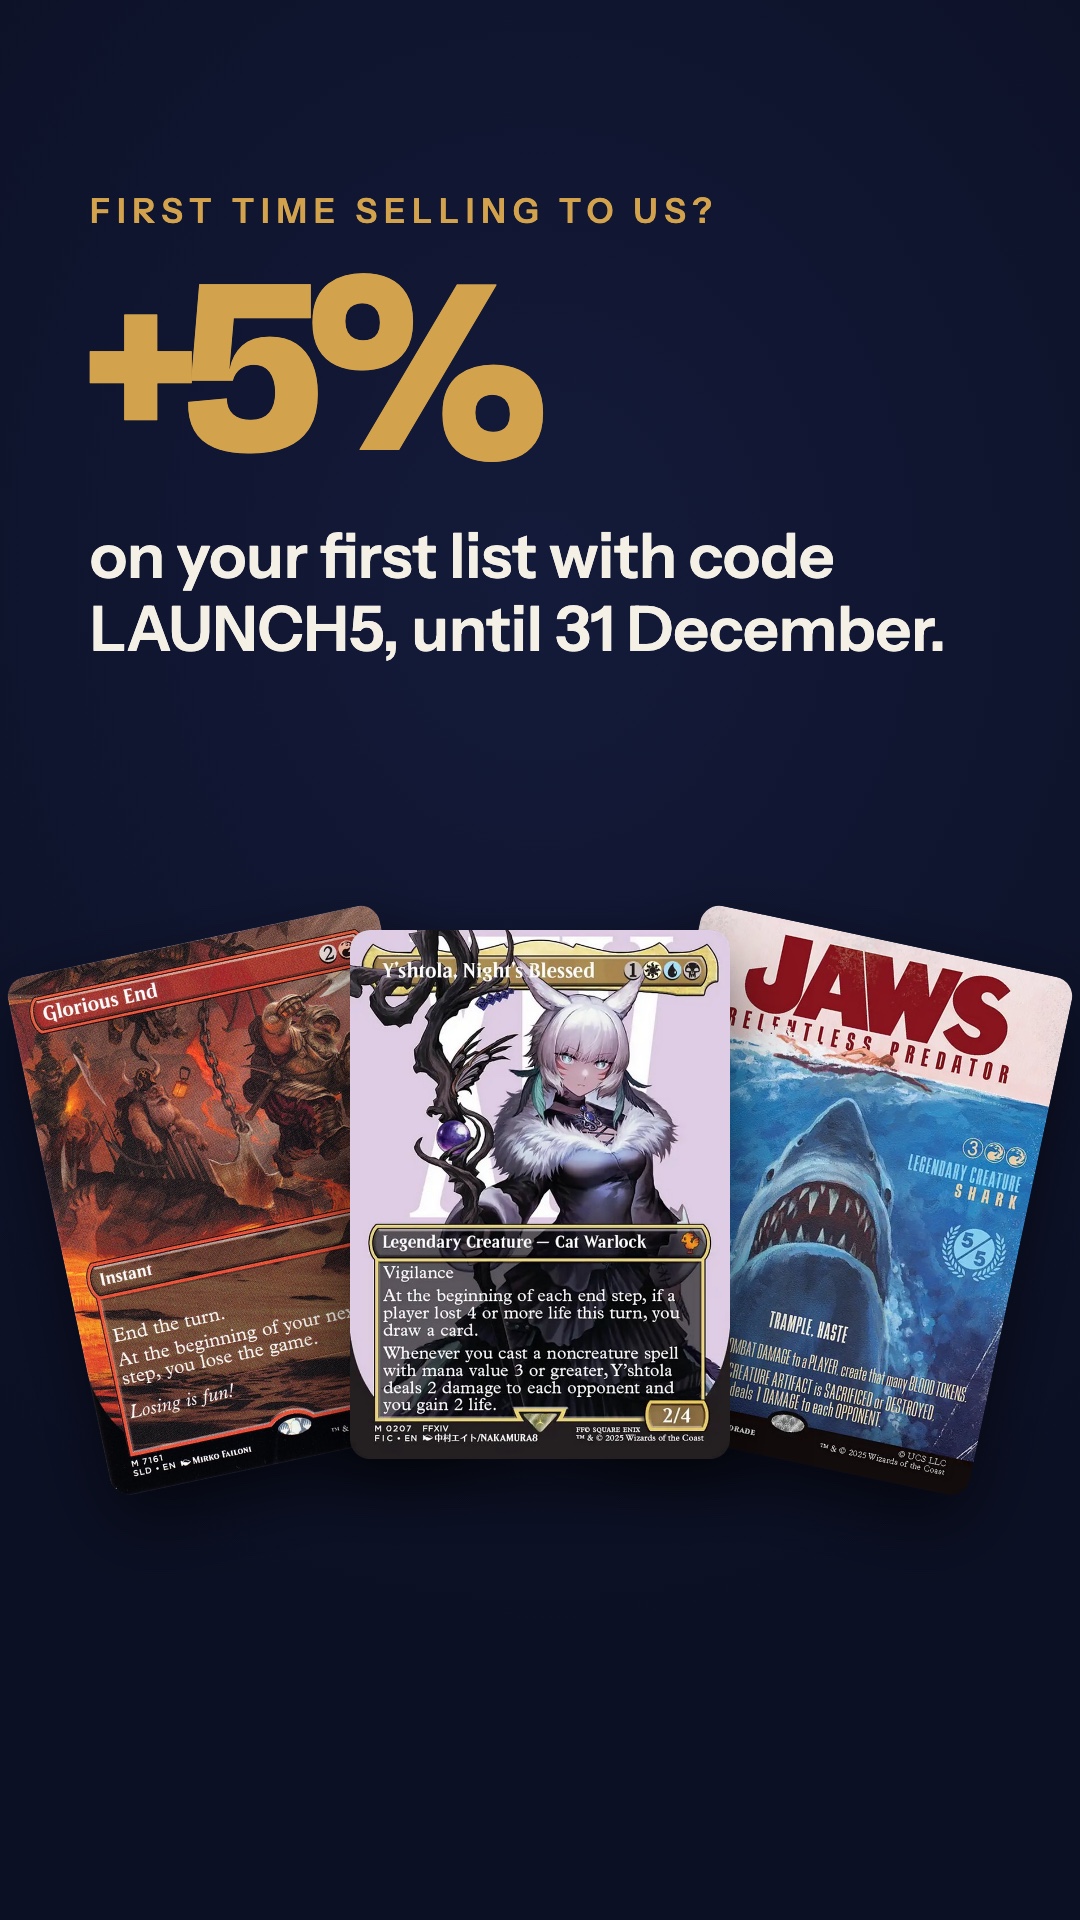 FIRST TIME SELLING TO US?
+5%
on your first list with code
LAUNCH5, until 31 December.
Glorious End
2
Instant
End the turn.
At the beginning of your
step, you lose the game.
Losing is fun!
M 7161
SLD • EN Mirko Failoni
™ &
Y'shtola, Night's Blessed
1
Legendary Creature — Cat Warlock
Vigilance
At the beginning of each end step, if a
player lost 4 or more life this turn, you
draw a card.
Whenever you cast a noncreature spell
with mana value 3 or greater, Y'shtola
deals 2 damage to each opponent and
you gain 2 life.
2/4
M 0207 FFXIV
FIC • EN 中村エイト/NAKAMURA8
FF© SQUARE ENIX
™ & © 2025 Wizards of the Coast
JAWS
RELENTLESS PREDATOR
3
LEGENDARY CREATURE
SHARK
5/5
TRAMPLE, HASTE
COMBAT DAMAGE to a PLAYER, create that many BLOOD TOKENS.
CREATURE ARTIFACT is SACRIFICED or DESTROYED,
deals 1 DAMAGE to each OPPONENT.
© UCS LLC
™ & © 2025 Wizards of the Coast